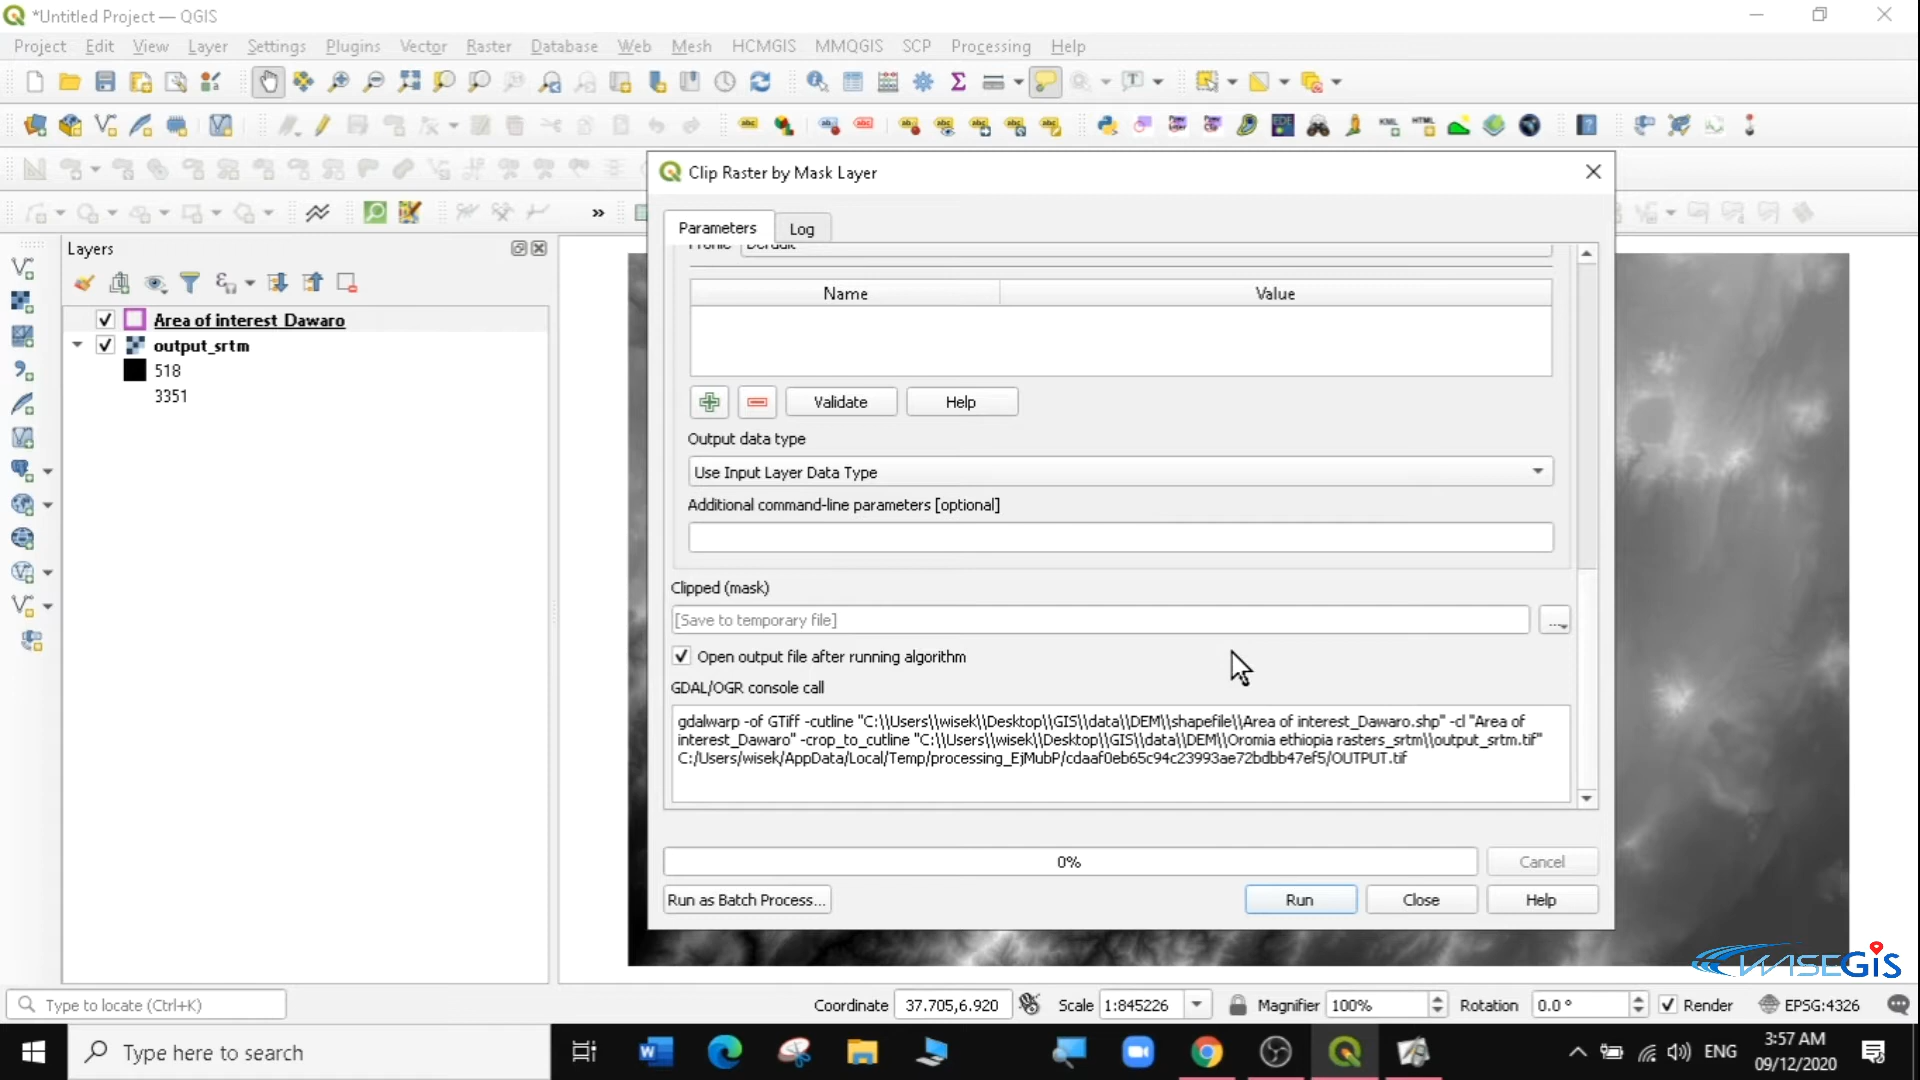 *Untitled Project — QGIS
Project Edit View Layer Settings Plugins Vector Raster Database Web Mesh HCMGIS MMQGIS SCP Processing Help
Layers
Area of interest_Dawaro
output_srtm
518
3351
Clip Raster by Mask Layer
Parameters Log
Profile Default
Name Value
Validate Help
Output data type
Use Input Layer Data Type
Additional command-line parameters [optional]
Clipped (mask)
[Save to temporary file]
...
Open output file after running algorithm
GDAL/OGR console call
gdalwarp -of GTiff -cutline "C:\\Users\\wisek\\Desktop\\GIS\\data\\DEM\\shapefile\\Area of interest_Dawaro.shp" -cl "Area of
interest_Dawaro" -crop_to_cutline "C:\\Users\\wisek\\Desktop\\GIS\\data\\DEM\\Oromia ethiopia rasters_srtm\\output_srtm.tif"
C:/Users/wisek/AppData/Local/Temp/processing_EjMubP/cdaaf0eb65c94c23993ae72bdbb47ef5/OUTPUT.tif
0% Cancel
Run as Batch Process... Run Close Help
WISEGIS
Type to locate (Ctrl+K) Coordinate 37.705,6.920 Scale 1:845226 Magnifier 100% Rotation 0.0 ° Render EPSG:4326
Type here to search ENG 3:57 AM
09/12/2020